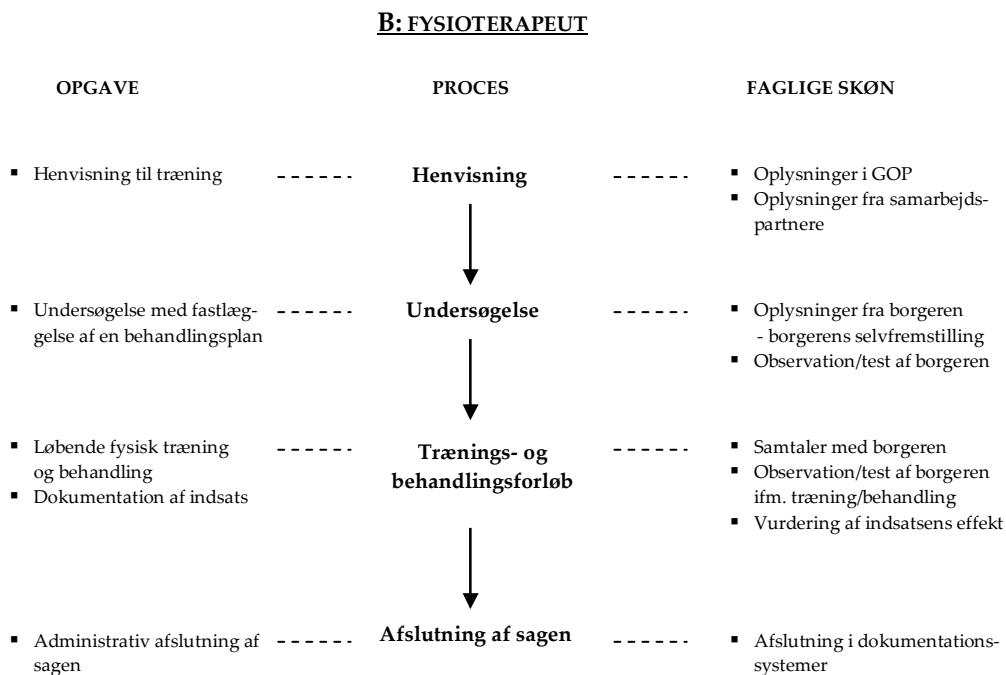 B: FYSIOTERAPEUT
OPGAVE
PROCES
FAGLIGE SKØN
▪ Henvisning til træning
Henvisning
▪ Oplysninger i GOP
▪ Oplysninger fra samarbejds-
partnere
▪ Undersøgelse med fastlæg-
gelse af en behandlingsplan
Undersøgelse
▪ Oplysninger fra borgeren
- borgerens selvfremstilling
▪ Observation/test af borgeren
▪ Løbende fysisk træning
og behandling
▪ Dokumentation af indsats
Trænings- og
behandlingsforløb
▪ Samtaler med borgeren
▪ Observation/test af borgeren
ifm. træning/behandling
▪ Vurdering af indsatsens effekt
▪ Administrativ afslutning af
sagen
Afslutning af sagen
▪ Afslutning i dokumentations-
systemer